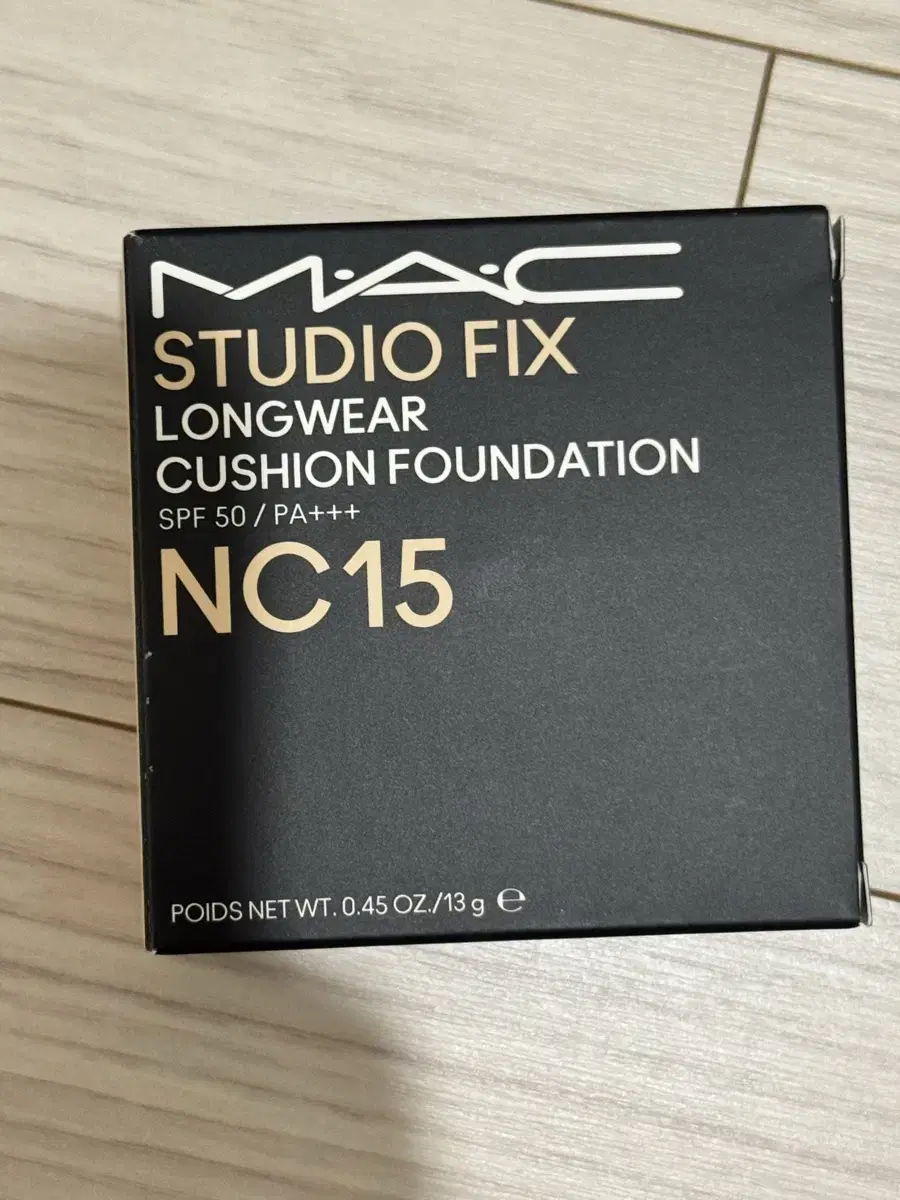 M·A·C
STUDIO FIX
LONGWEAR
CUSHION FOUNDATION
SPF 50 / PA+++
NC15
POIDS NET WT. 0.45 OZ./13 g ℮